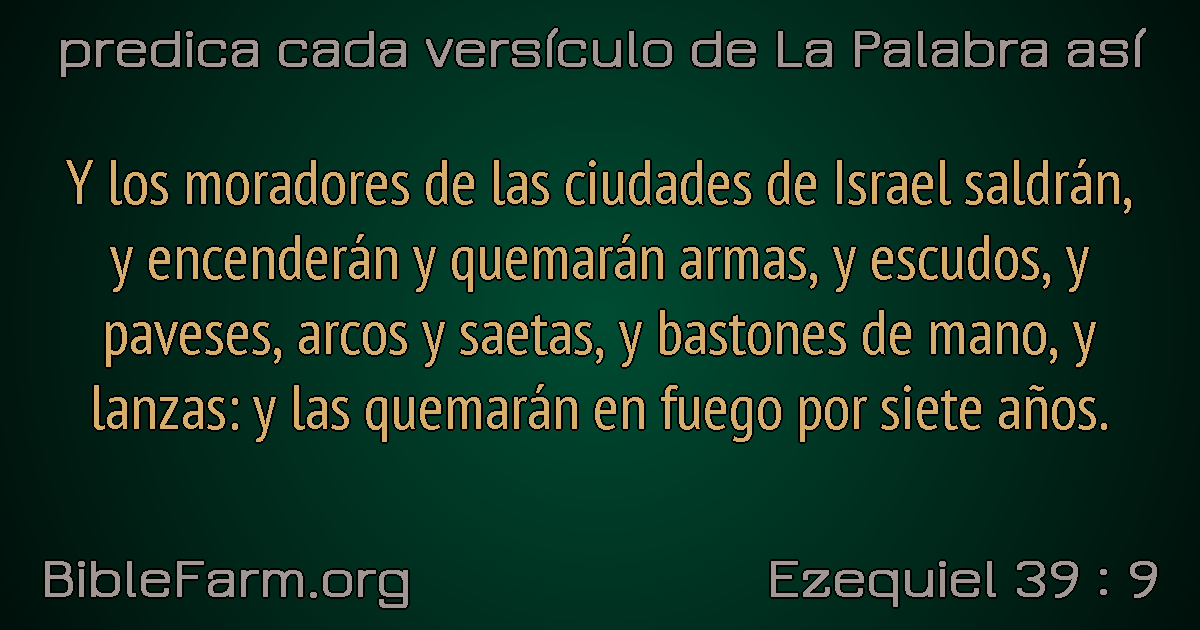 predica cada versículo de La Palabra así
Y los moradores de las ciudades de Israel saldrán,
y encenderán y quemarán armas, y escudos, y
paveses, arcos y saetas, y bastones de mano, y
lanzas: y las quemarán en fuego por siete años.
BibleFarm.org
Ezequiel 39 : 9